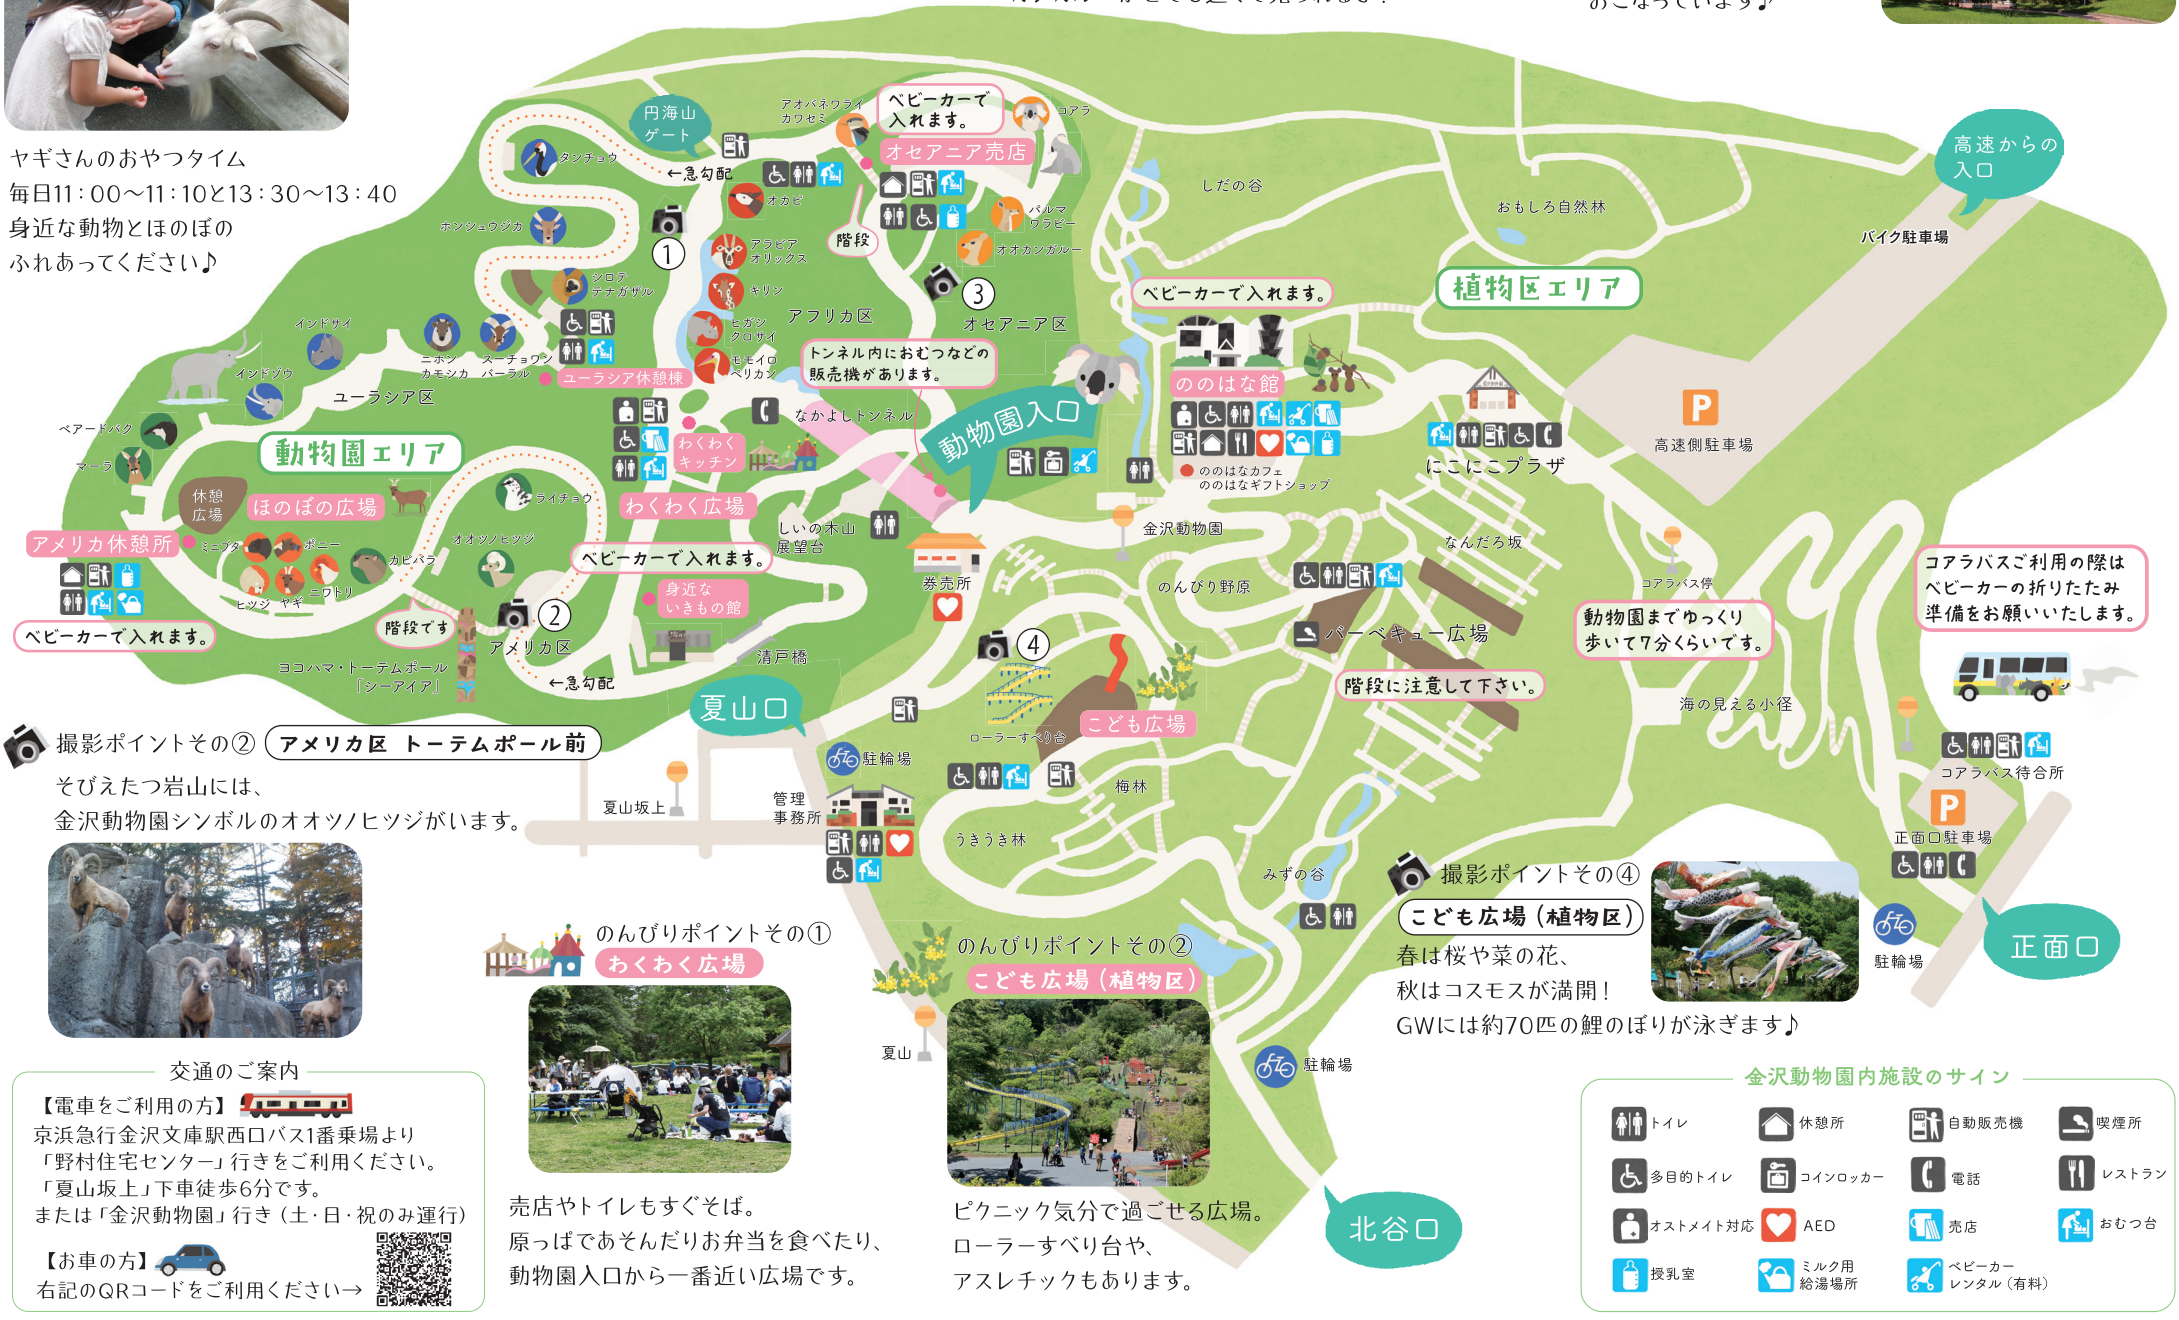 おこなっています♪
ヤギさんのおやつタイム
毎日11：00〜11：10と13：30〜13：40
身近な動物とほのぼの
ふれあってください♪
円海山
ゲート
アオバネワライ
カワセミ
ベビーカーで
入れます。
コアラ
オセアニア売店
タンチョウ
←急勾配
オカピ
階段
パルマ
ワラビー
オオカンガルー
ホンシュウジカ
①
アラビア
オリックス
シロテ
テナガザル
キリン
③
アフリカ区
オセアニア区
ヒガシ
クロサイ
モモイロ
ペリカン
トンネル内におむつなどの
販売機があります。
インドサイ
ニホン
カモシカ
スーチョワン
バーラル
ユーラシア休憩棟
インドゾウ
ユーラシア区
なかよしトンネル
動物園入口
ベアードバク
マーラ
動物園エリア
わくわく
キッチン
休憩
広場
ほのぼの広場
ライチョウ
わくわく広場
アメリカ休憩所
ミニブタ
ポニー
カピバラ
オオツノヒツジ
しいの木山
展望台
ベビーカーで入れます。
ヒツジ
ヤギ
ニワトリ
身近な
いきもの館
券売所
ベビーカーで入れます。
階段です
②
アメリカ区
清戸橋
ヨコハマ・トーテムポール
「シーアイア」
←急勾配
夏山口
しだの谷
おもしろ自然林
高速からの
入口
バイク駐車場
ベビーカーで入れます。
植物区エリア
ののはな館
ののはなカフェ
ののはなギフトショップ
にこにこプラザ
P
高速側駐車場
金沢動物園
なんだろ坂
のんびり野原
コアラバス停
コアラバスご利用の際は
ベビーカーの折りたたみ
準備をお願いいたします。
動物園までゆっくり
歩いて7分くらいです。
バーベキュー広場
④
階段に注意して下さい。
海の見える小径
こども広場
ローラーすべり台
駐輪場
梅林
コアラバス待合所
P
正面口駐車場
管理
事務所
夏山坂上
うきうき林
みずの谷
駐輪場
正面口
夏山
駐輪場
北谷口
撮影ポイントその②
アメリカ区 トーテムポール前
そびえたつ岩山には、
金沢動物園シンボルのオオツノヒツジがいます。
のんびりポイントその①
わくわく広場
売店やトイレもすぐそば。
原っぱであそんだりお弁当を食べたり、
動物園入口から一番近い広場です。
のんびりポイントその②
こども広場（植物区）
ピクニック気分で過ごせる広場。
ローラーすべり台や、
アスレチックもあります。
撮影ポイントその④
こども広場（植物区）
春は桜や菜の花、
秋はコスモスが満開！
GWには約70匹の鯉のぼりが泳ぎます♪
交通のご案内
【電車をご利用の方】
京浜急行金沢文庫駅西口バス1番乗場より
「野村住宅センター」行きをご利用ください。
「夏山坂上」下車徒歩6分です。
または「金沢動物園」行き（土・日・祝のみ運行）
【お車の方】
右記のQRコードをご利用ください→
金沢動物園内施設のサイン
トイレ
休憩所
自動販売機
喫煙所
多目的トイレ
コインロッカー
電話
レストラン
オストメイト対応
AED
売店
おむつ台
授乳室
ミルク用
給湯場所
ベビーカー
レンタル（有料）